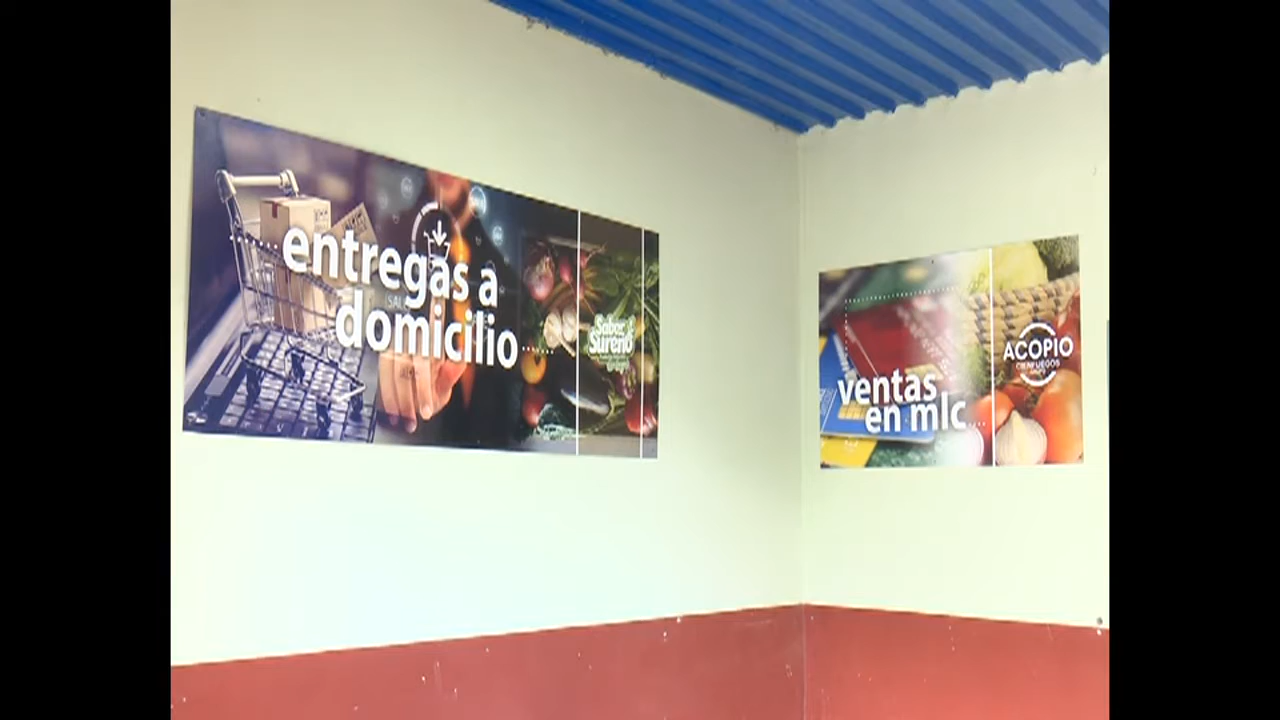 entregas a
domicilio
Sabor
Sureño
ventas
en mlc
ACOPIO
CIENFUEGOS